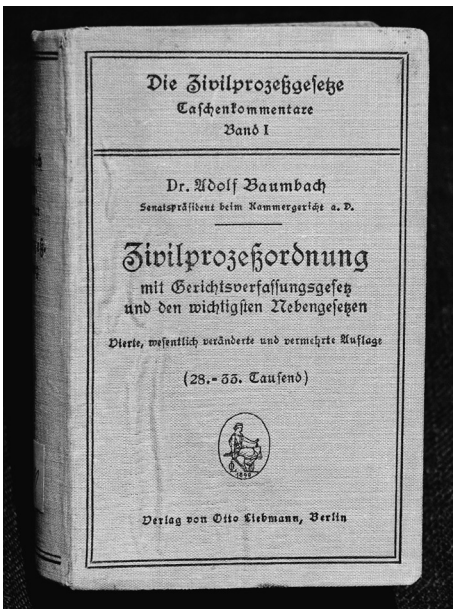 Die Zivilprozeßgesetze
Taschenkommentare
Band I
Dr. Adolf Baumbach
Senatspräsident beim Kammergericht a. D.
Zivilprozeßordnung
mit Gerichtsverfassungsgesetz
und den wichtigsten Nebengesetzen
Vierte, wesentlich veränderte und vermehrte Auflage
(28.-33. Tausend)
1890
Verlag von Otto Liebmann, Berlin